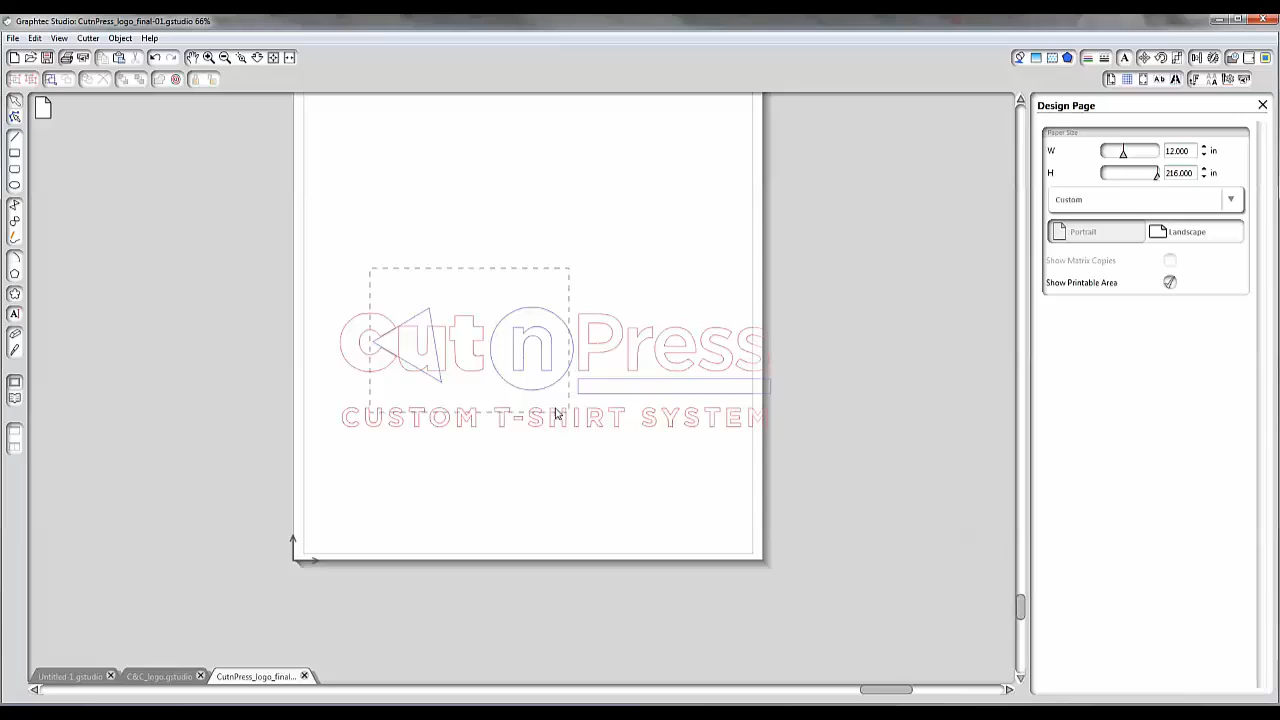 Graphtec Studio: CutnPress_logo_final-01.gstudio 66%
File Edit View Cutter Object Help
Design Page
Paper Size
W 12.000 in
H 216.000 in
Custom
Portrait Landscape
Show Matrix Copies
Show Printable Area
CutnPress
CUSTOM T-SHIRT SYSTEM
Untitled-1.gstudio C&C_logo.gstudio CutnPress_logo_final...